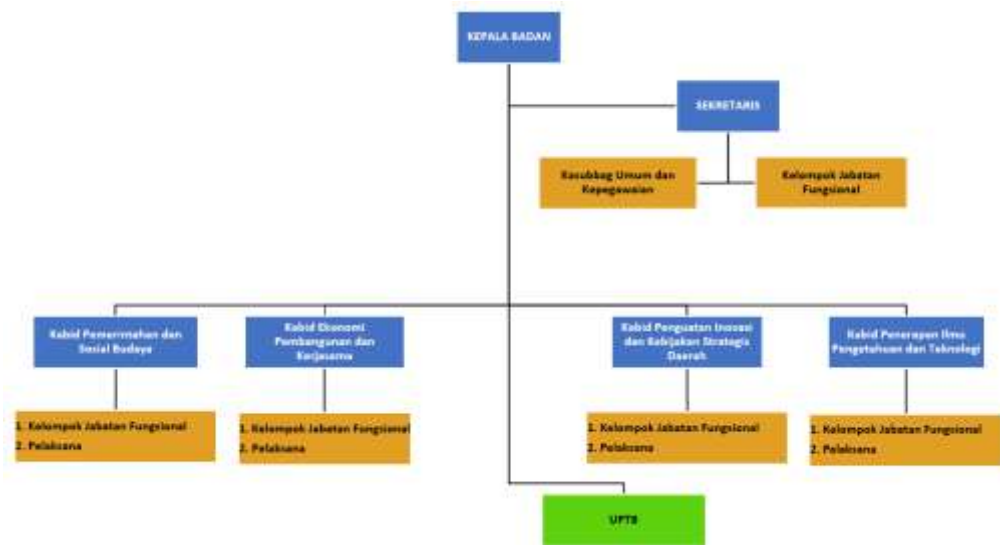 KEPALA BADAN
SEKRETARIS
Kasubbag Umum dan
Kepegawaian
Kelompok Jabatan
Fungsional
Kabid Pemerintahan dan
Sosial Budaya
Kabid Ekonomi
Pembangunan dan
Kerjasama
Kabid Penguatan Inovasi
dan Kebijakan Strategis
Daerah
Kabid Penerapan Ilmu
Pengetahuan dan Teknologi
1. Kelompok Jabatan Fungsional
2. Pelaksana
1. Kelompok Jabatan Fungsional
2. Pelaksana
1. Kelompok Jabatan Fungsional
2. Pelaksana
1. Kelompok Jabatan Fungsional
2. Pelaksana
UPTB